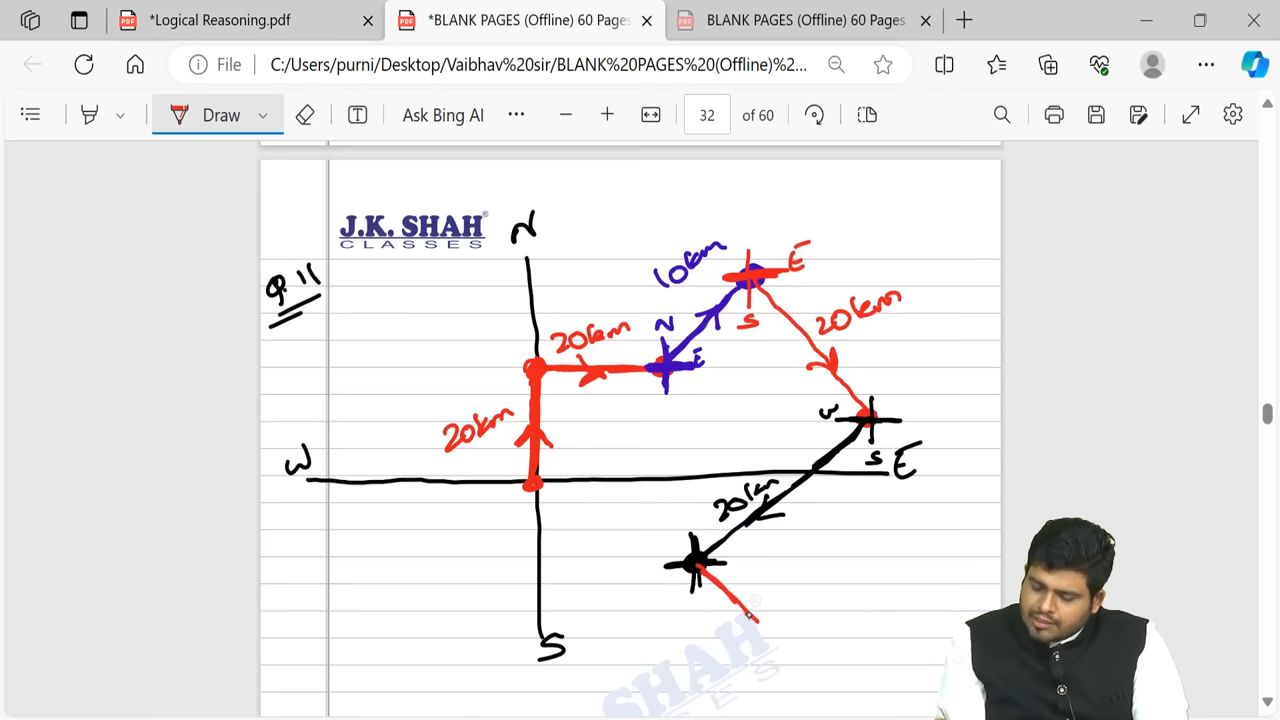 *Logical Reasoning.pdf
*BLANK PAGES (Offline) 60 Pages
BLANK PAGES (Offline) 60 Pages
File
C:/Users/purni/Desktop/Vaibhav%20sir/BLANK%20PAGES%20(Offline)%2...
Draw
Ask Bing AI
32
of 60
J.K. SHAH®
CLASSES
N
Q.11
10km
E
20km
20km
N
S
E
20km
W
S
W
E
20km
S
SHAH®
ES